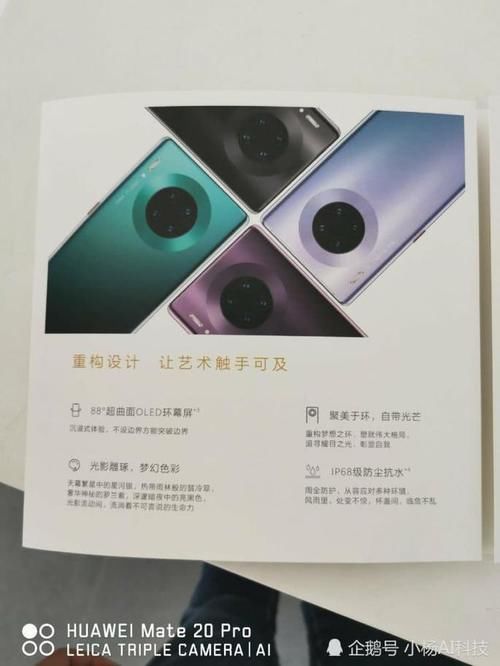 重构设计 让艺术触手可及
88°超曲面OLED环幕屏*3
沉浸式体验，不设边界方能突破边界
聚美于环，自带光芒
重构梦想之环，塑就伟大格局，
追寻耀目之光，彰显自我
光影雕琢，梦幻色彩
天幕繁星中的星河银，热带雨林般的翡冷翠，
奢华神秘的罗兰紫，深邃暗夜中的亮黑色，
光影流动间，流淌着不可言说的生命力
IP68级防尘抗水*4
周全防护，从容应对多种环境，
风雨里，处变不惊，杯盏间，临危不乱
HUAWEI Mate 20 Pro
LEICA TRIPLE CAMERA | AI
企鹅号 小杨AI科技